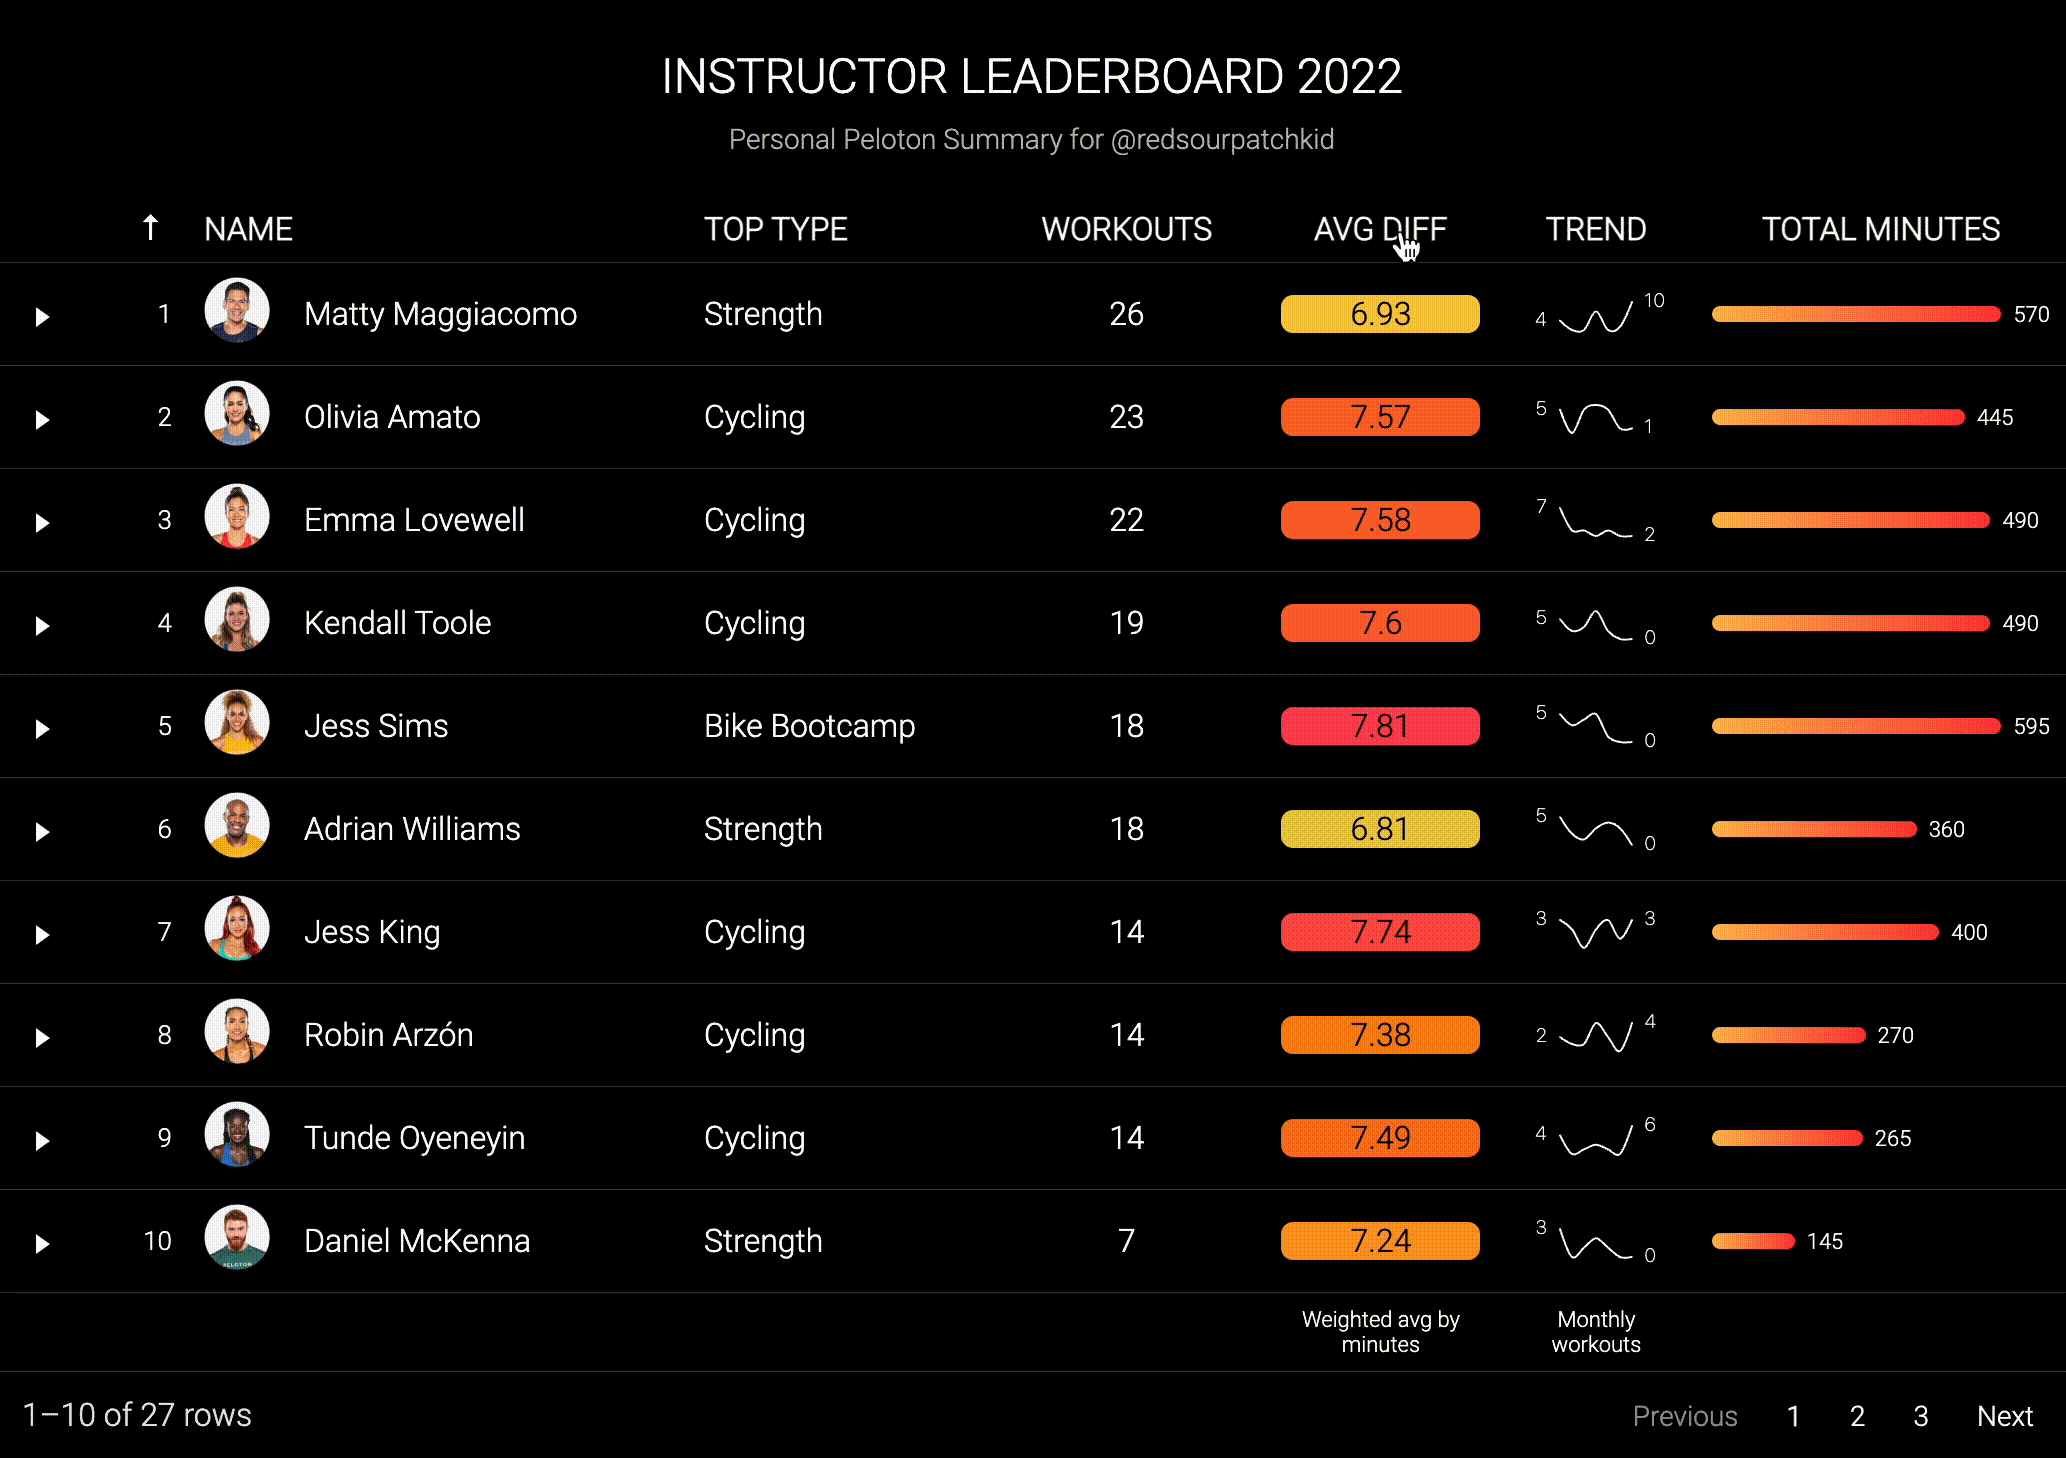 INSTRUCTOR LEADERBOARD 2022
Personal Peloton Summary for @redsourpatchkid
↑ NAME TOP TYPE WORKOUTS AVG DIFF TREND TOTAL MINUTES
1 Matty Maggiacomo Strength 26 6.93 4 10 570
2 Olivia Amato Cycling 23 7.57 5 1 445
3 Emma Lovewell Cycling 22 7.58 7 2 490
4 Kendall Toole Cycling 19 7.6 5 0 490
5 Jess Sims Bike Bootcamp 18 7.81 5 0 595
6 Adrian Williams Strength 18 6.81 5 0 360
7 Jess King Cycling 14 7.74 3 3 400
8 Robin Arzón Cycling 14 7.38 2 4 270
9 Tunde Oyeneyin Cycling 14 7.49 4 6 265
10 Daniel McKenna Strength 7 7.24 3 0 145
PELOTON
Weighted avg by Monthly
minutes workouts
1–10 of 27 rows Previous 1 2 3 Next